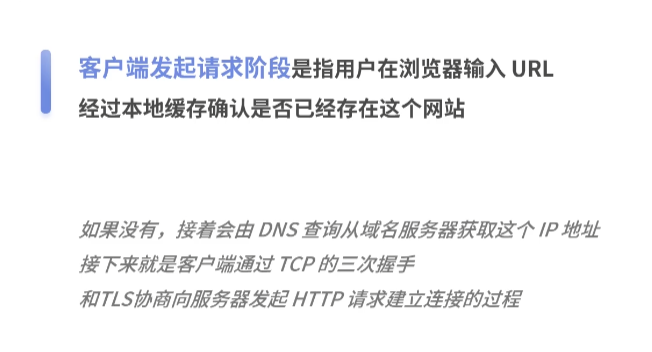 客户端发起请求阶段是指用户在浏览器输入 URL
经过本地缓存确认是否已经存在这个网站
如果没有，接着会由 DNS 查询从域名服务器获取这个 IP 地址
接下来就是客户端通过 TCP 的三次握手
和TLS协商向服务器发起 HTTP 请求建立连接的过程